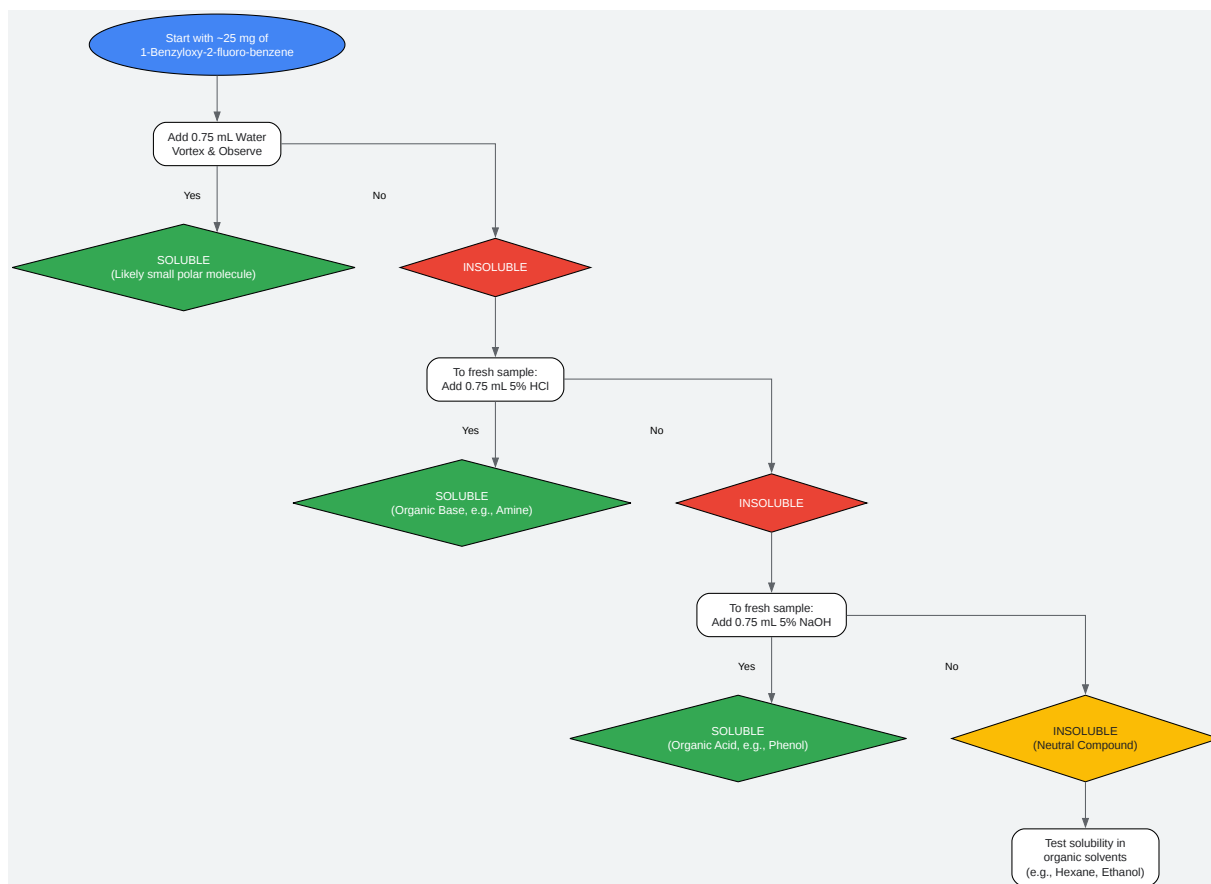 Start with ~25 mg of
1-Benzyloxy-2-fluoro-benzene
Add 0.75 mL Water
Vortex & Observe
Yes
No
SOLUBLE
(Likely small polar molecule)
INSOLUBLE
To fresh sample:
Add 0.75 mL 5% HCl
Yes
No
SOLUBLE
(Organic Base, e.g., Amine)
INSOLUBLE
To fresh sample:
Add 0.75 mL 5% NaOH
Yes
No
SOLUBLE
(Organic Acid, e.g., Phenol)
INSOLUBLE
(Neutral Compound)
Test solubility in
organic solvents
(e.g., Hexane, Ethanol)